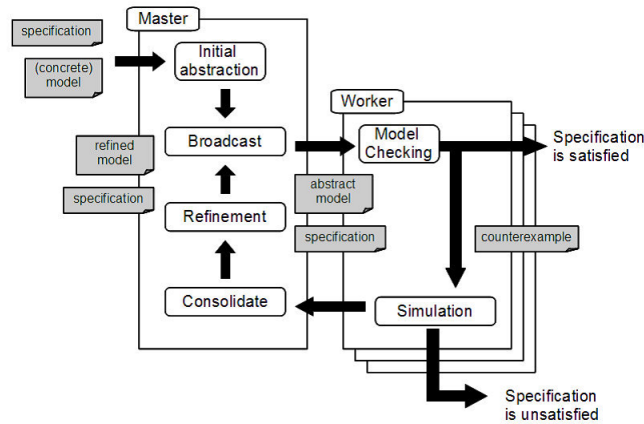 Master
specification
(concrete)
model
Initial
abstraction
Worker
Broadcast
Model
Checking
Specification
is satisfied
refined
model
specification
abstract
model
Refinement
specification
counterexample
Consolidate
Simulation
Specification
is unsatisfied